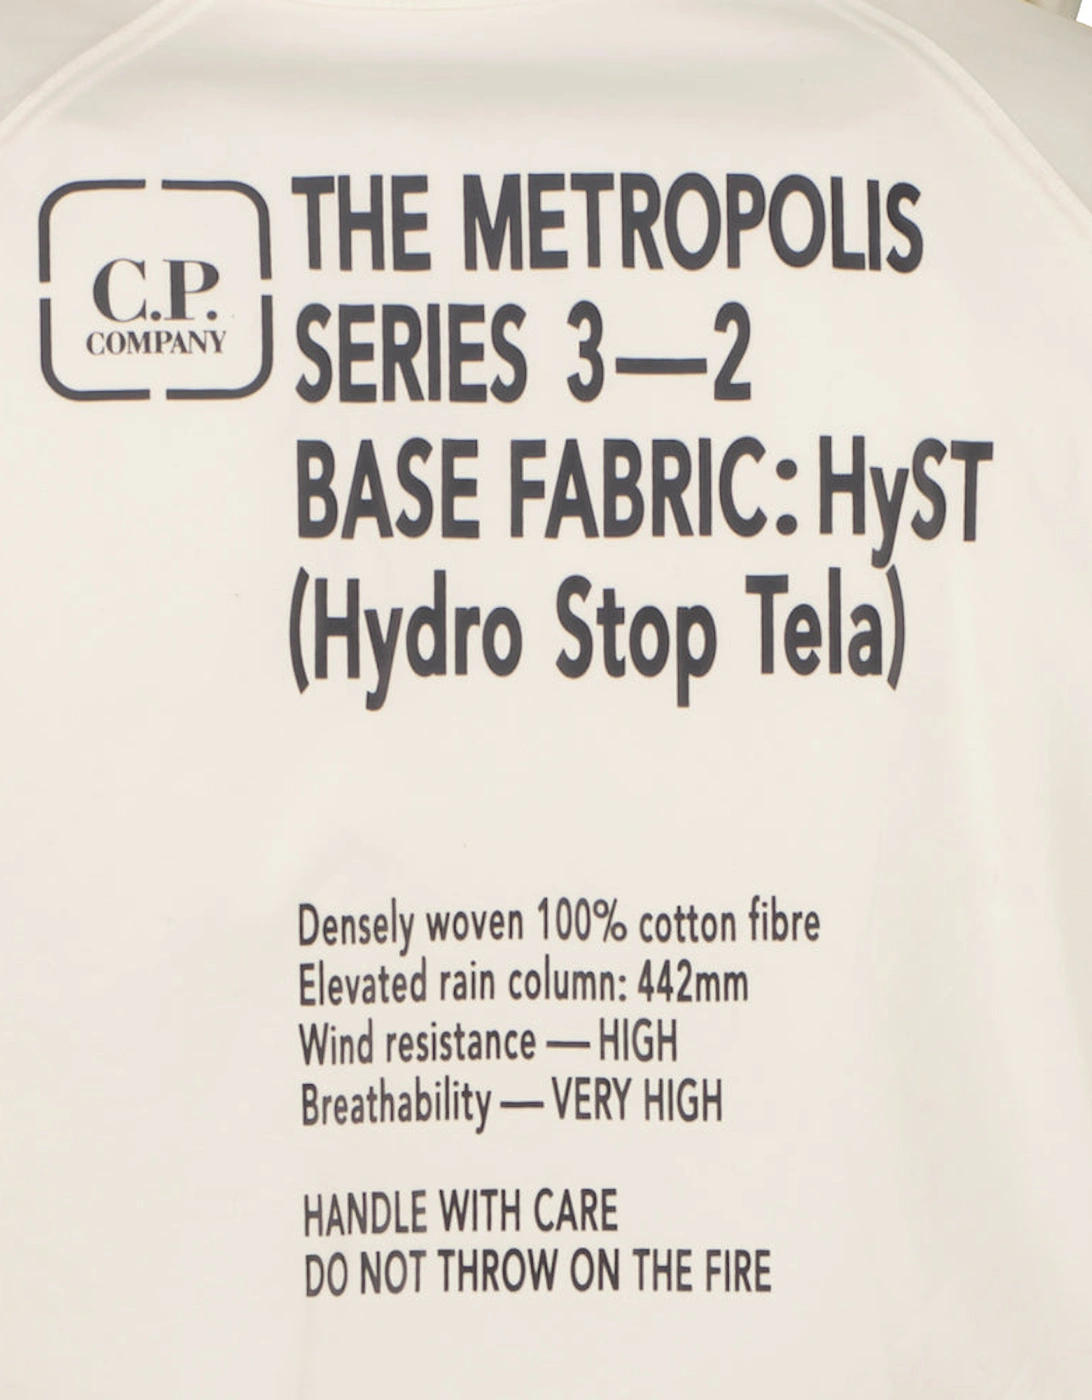 C.P.
COMPANY
THE METROPOLIS
SERIES 3—2
BASE FABRIC: HyST
(Hydro Stop Tela)
Densely woven 100% cotton fibre
Elevated rain column: 442mm
Wind resistance — HIGH
Breathability — VERY HIGH
HANDLE WITH CARE
DO NOT THROW ON THE FIRE